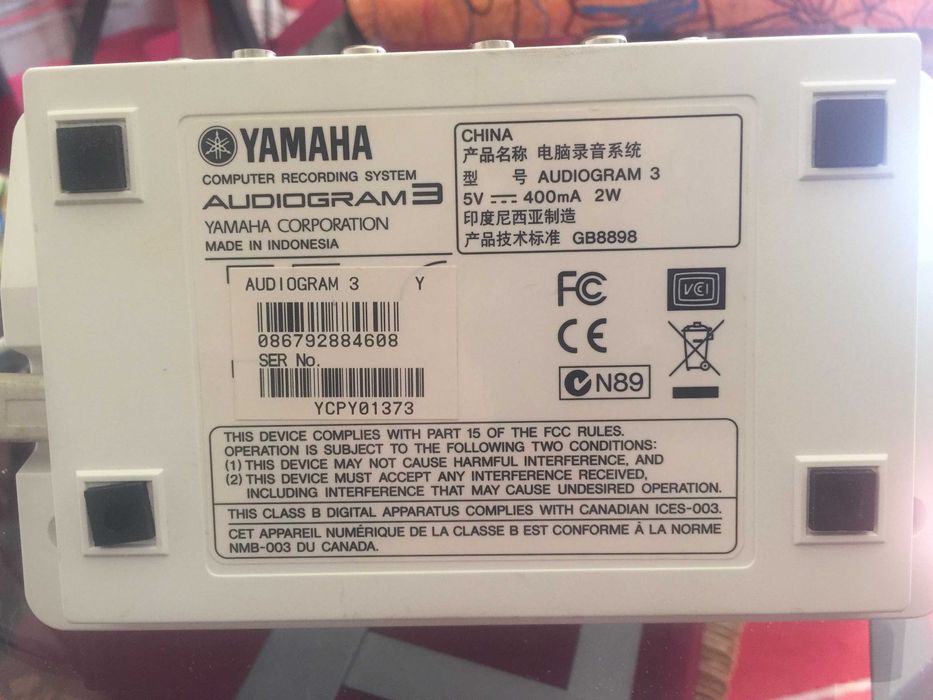 YAMAHA
COMPUTER RECORDING SYSTEM
AUDIOGRAM 3
YAMAHA CORPORATION
MADE IN INDONESIA
CHINA
产品名称 电脑录音系统
型 号 AUDIOGRAM 3
5V 400mA 2W
印度尼西亚制造
产品技术标准 GB8898
AUDIOGRAM 3 Y
086792884608
SER No.
YCPY01373
FC
VCI
CE
N89
THIS DEVICE COMPLIES WITH PART 15 OF THE FCC RULES.
OPERATION IS SUBJECT TO THE FOLLOWING TWO CONDITIONS:
(1) THIS DEVICE MAY NOT CAUSE HARMFUL INTERFERENCE, AND
(2) THIS DEVICE MUST ACCEPT ANY INTERFERENCE RECEIVED,
INCLUDING INTERFERENCE THAT MAY CAUSE UNDESIRED OPERATION.
THIS CLASS B DIGITAL APPARATUS COMPLIES WITH CANADIAN ICES-003.
CET APPAREIL NUMÉRIQUE DE LA CLASSE B EST CONFORME À LA NORME
NMB-003 DU CANADA.